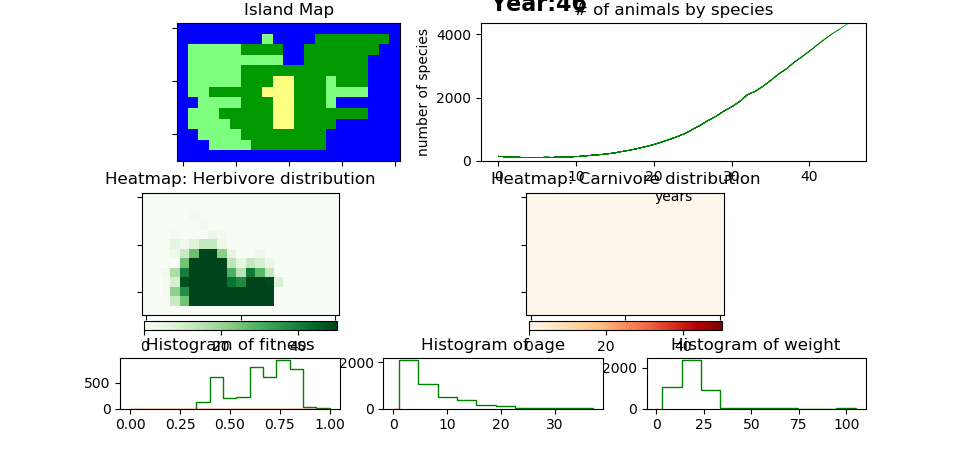 Year:46
Island Map
# of animals by species
number of species
4000
2000
0
0 10 20 30 40
years
Heatmap: Herbivore distribution
Heatmap: Carnivore distribution
0 20 40
0 20 40
Histogram of fitness
Histogram of age
Histogram of weight
500
0
0.00 0.25 0.50 0.75 1.00
2000
0
0 10 20 30
2000
0
0 25 50 75 100